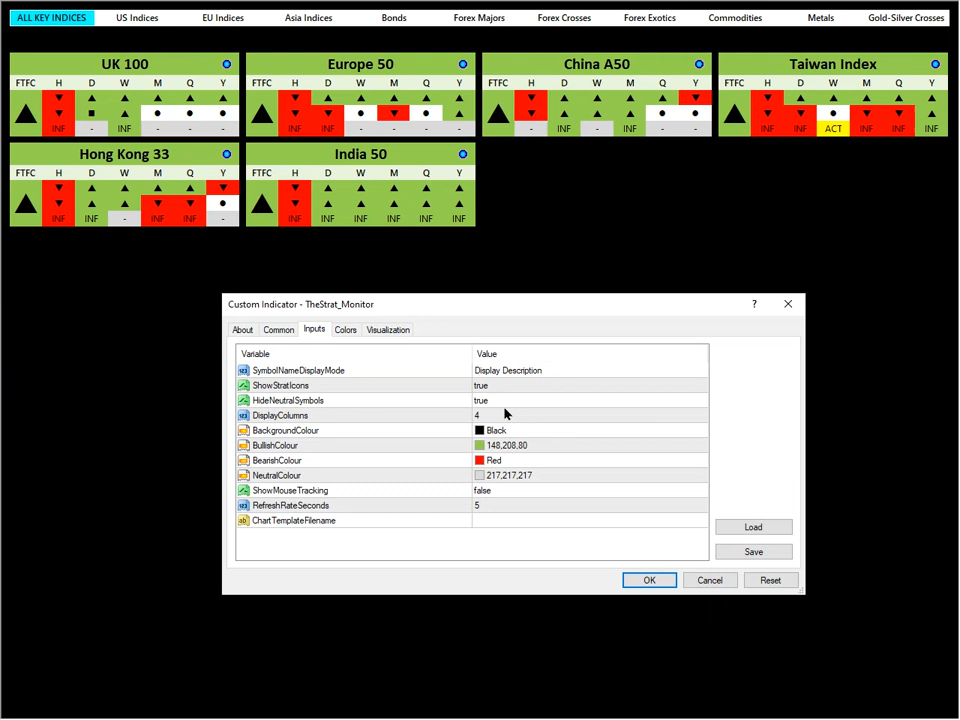 ALL KEY INDICES US Indices EU Indices Asia Indices Bonds Forex Majors Forex Crosses Forex Exotics Commodities Metals Gold-Silver Crosses
UK 100 Europe 50 China A50 Taiwan Index
FTFC H D W M Q Y FTFC H D W M Q Y FTFC H D W M Q Y FTFC H D W M Q Y
INF - INF - - - INF INF - - - - - INF - INF - - INF INF ACT INF INF INF
Hong Kong 33 India 50
FTFC H D W M Q Y FTFC H D W M Q Y
INF INF - INF INF - INF INF INF INF INF INF
Custom Indicator - TheStrat_Monitor ?
About Common Inputs Colors Visualization
Variable Value
123 SymbolNameDisplayMode Display Description
ShowStratIcons true
HideNeutralSymbols true
123 DisplayColumns 4
BackgroundColour Black
BullishColour 148,208,80
BearishColour Red
NeutralColour 217,217,217
ShowMouseTracking false
123 RefreshRateSeconds 5
ab ChartTemplateFilename
Load
Save
OK Cancel Reset